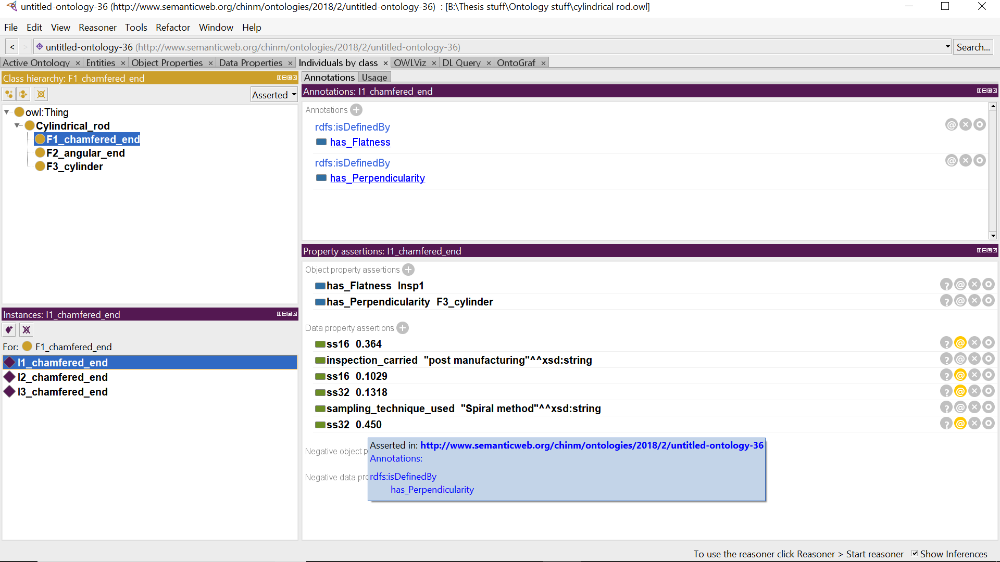 untitled-ontology-36 (http://www.semanticweb.org/chinm/ontologies/2018/2/untitled-ontology-36) : [B:\Thesis stuff\Ontology stuff\cylindrical rod.owl]
File Edit View Reasoner Tools Refactor Window Help
< > untitled-ontology-36 (http://www.semanticweb.org/chinm/ontologies/2018/2/untitled-ontology-36) Search...
Active Ontology × Entities × Object Properties × Data Properties × Individuals by class × OWLViz × DL Query × OntoGraf ×
Class hierarchy: F1_chamfered_end
Asserted
owl:Thing
Cylindrical_rod
F1_chamfered_end
F2_angular_end
F3_cylinder
Instances: I1_chamfered_end
For: F1_chamfered_end
I1_chamfered_end
I2_chamfered_end
I3_chamfered_end
Annotations Usage
Annotations: I1_chamfered_end
Annotations
rdfs:isDefinedBy
has_Flatness
rdfs:isDefinedBy
has_Perpendicularity
Property assertions: I1_chamfered_end
Object property assertions
has_Flatness Insp1
has_Perpendicularity F3_cylinder
Data property assertions
ss16 0.364
inspection_carried "post manufacturing"^^xsd:string
ss16 0.1029
ss32 0.1318
sampling_technique_used "Spiral method"^^xsd:string
ss32 0.450
Negative object p
Negative data pro
Asserted in: http://www.semanticweb.org/chinm/ontologies/2018/2/untitled-ontology-36
Annotations:
rdfs:isDefinedBy
has_Perpendicularity
To use the reasoner click Reasoner > Start reasoner Show Inferences